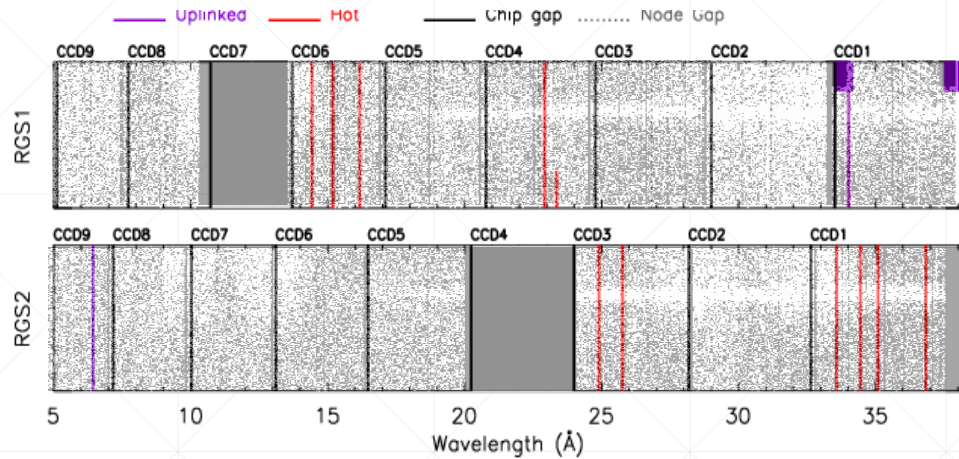 Uplinked Hot Chip gap Node Gap
CCD9 CCD8 CCD7 CCD6 CCD5 CCD4 CCD3 CCD2 CCD1
RGS1
CCD9 CCD8 CCD7 CCD6 CCD5 CCD4 CCD3 CCD2 CCD1
RGS2
5 10 15 20 25 30 35
Wavelength (Å)